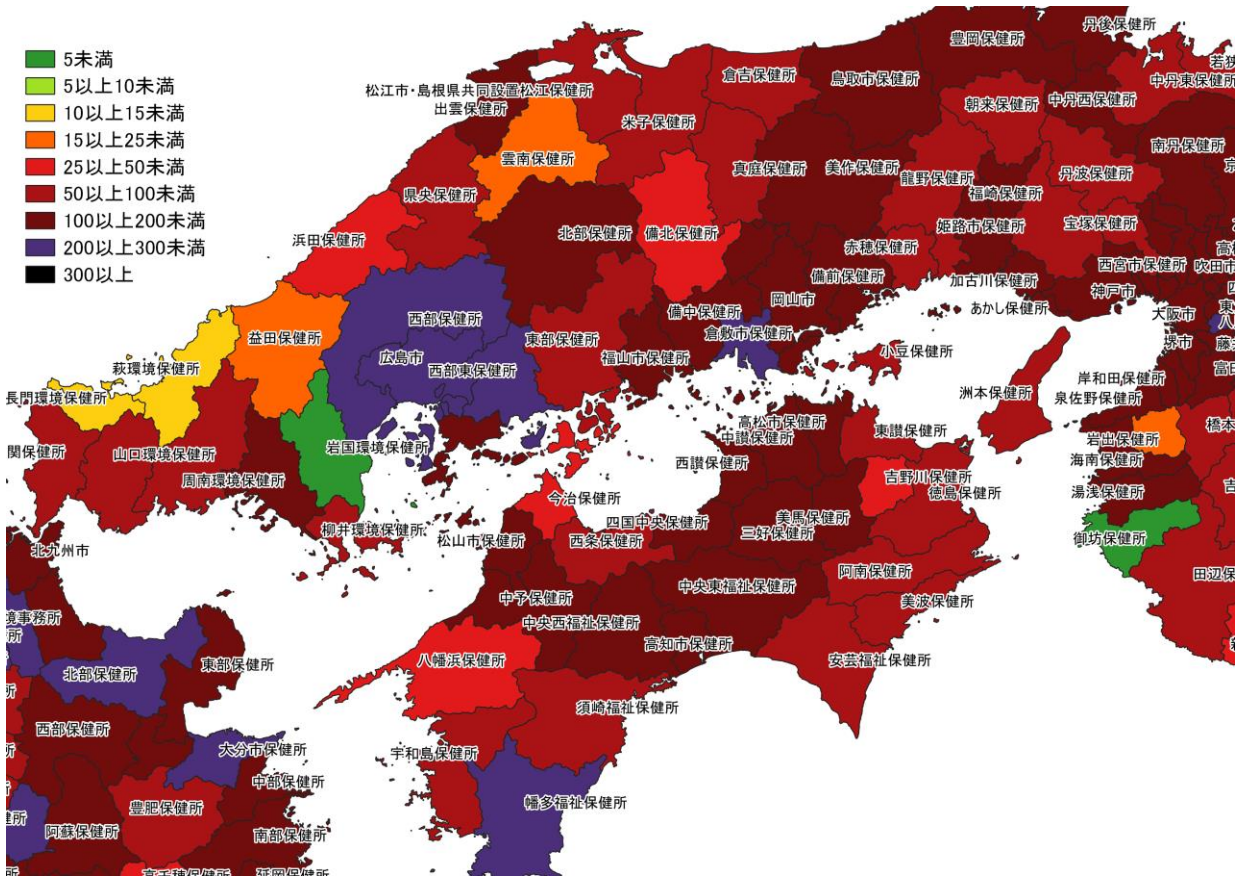 5未満
5以上10未満
10以上15未満
15以上25未満
25以上50未満
50以上100未満
100以上200未満
200以上300未満
300以上
丹後保健所
豊岡保健所
倉吉保健所
鳥取市保健所
中丹東保健所
松江市・島根県共同設置松江保健所
出雲保健所
朝来保健所
中丹西保健所
米子保健所
南丹保健所
雲南保健所
真庭保健所
美作保健所
龍野保健所
丹波保健所
県央保健所
福崎保健所
浜田保健所
北部保健所
備北保健所
赤穂保健所
姫路市保健所
宝塚保健所
備前保健所
西宮市保健所
吹田市
加古川保健所
神戸市
岡山市
あかし保健所
大阪市
西部保健所
備中保健所
倉敷市保健所
益田保健所
東部保健所
堺市
広島市
西部東保健所
福山市保健所
小豆保健所
萩環境保健所
岸和田保健所
洲本保健所
長門環境保健所
泉佐野保健所
高松市保健所
中讃保健所
東讃保健所
岩出保健所
岩国環境保健所
関保健所
山口環境保健所
西讃保健所
海南保健所
周南環境保健所
吉野川保健所
徳島保健所
湯浅保健所
今治保健所
四国中央保健所
美馬保健所
柳井環境保健所
三好保健所
御坊保健所
松山市保健所
西条保健所
北九州市
阿南保健所
田辺保
中央東福祉保健所
中予保健所
美波保健所
境事務所
所
中央西福祉保健所
高知市保健所
八幡浜保健所
安芸福祉保健所
東部保健所
北部保健所
須崎福祉保健所
西部保健所
大分市保健所
宇和島保健所
中部保健所
幡多福祉保健所
豊肥保健所
阿蘇保健所
南部保健所
高千穂保健所
延岡保健所